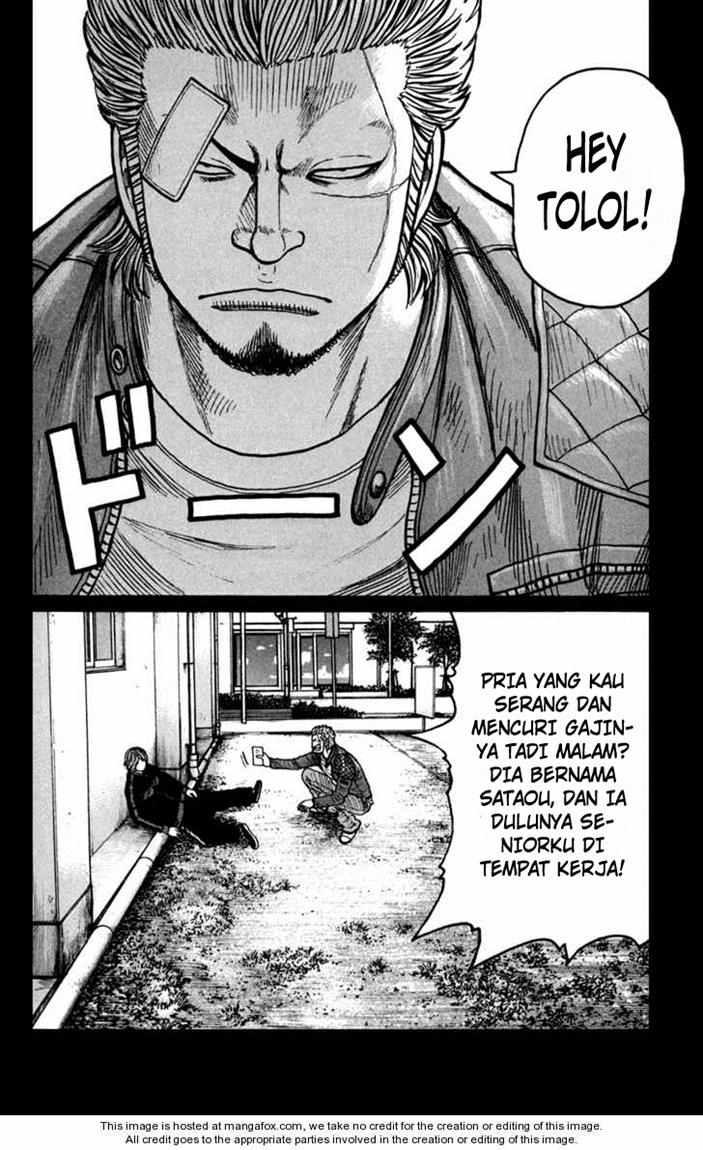 HEY
TOLOL!
ドーン
PRIA YANG KAU
SERANG DAN
MENCURI GAJIN-
YA TADI MALAM?
DIA BERNAMA
SATAOU, DAN IA
DULUNYA SE-
NIORKU DI
TEMPAT KERJA!
This image is hosted at mangafox.com, we take no credit for the creation or editing of this image.
All credit goes to the appropriate parties involved in the creation or editing of this image.